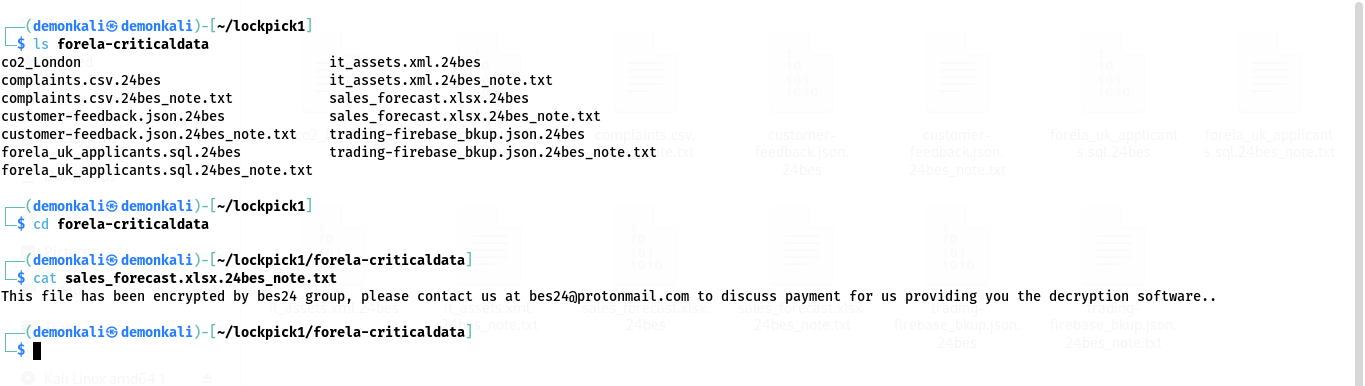 (demonkali㉿demonkali)-[~/lockpick1]
$ ls forela-criticaldata
co2_London it_assets.xml.24bes
complaints.csv.24bes it_assets.xml.24bes_note.txt
complaints.csv.24bes_note.txt sales_forecast.xlsx.24bes
customer-feedback.json.24bes sales_forecast.xlsx.24bes_note.txt
customer-feedback.json.24bes_note.txt trading-firebase_bkup.json.24bes
forela_uk_applicants.sql.24bes trading-firebase_bkup.json.24bes_note.txt
forela_uk_applicants.sql.24bes_note.txt
(demonkali㉿demonkali)-[~/lockpick1]
$ cd forela-criticaldata
(demonkali㉿demonkali)-[~/lockpick1/forela-criticaldata]
$ cat sales_forecast.xlsx.24bes_note.txt
This file has been encrypted by bes24 group, please contact us at bes24@protonmail.com to discuss payment for us providing you the decryption software..
(demonkali㉿demonkali)-[~/lockpick1/forela-criticaldata]
$
Kali Linux amd64 1